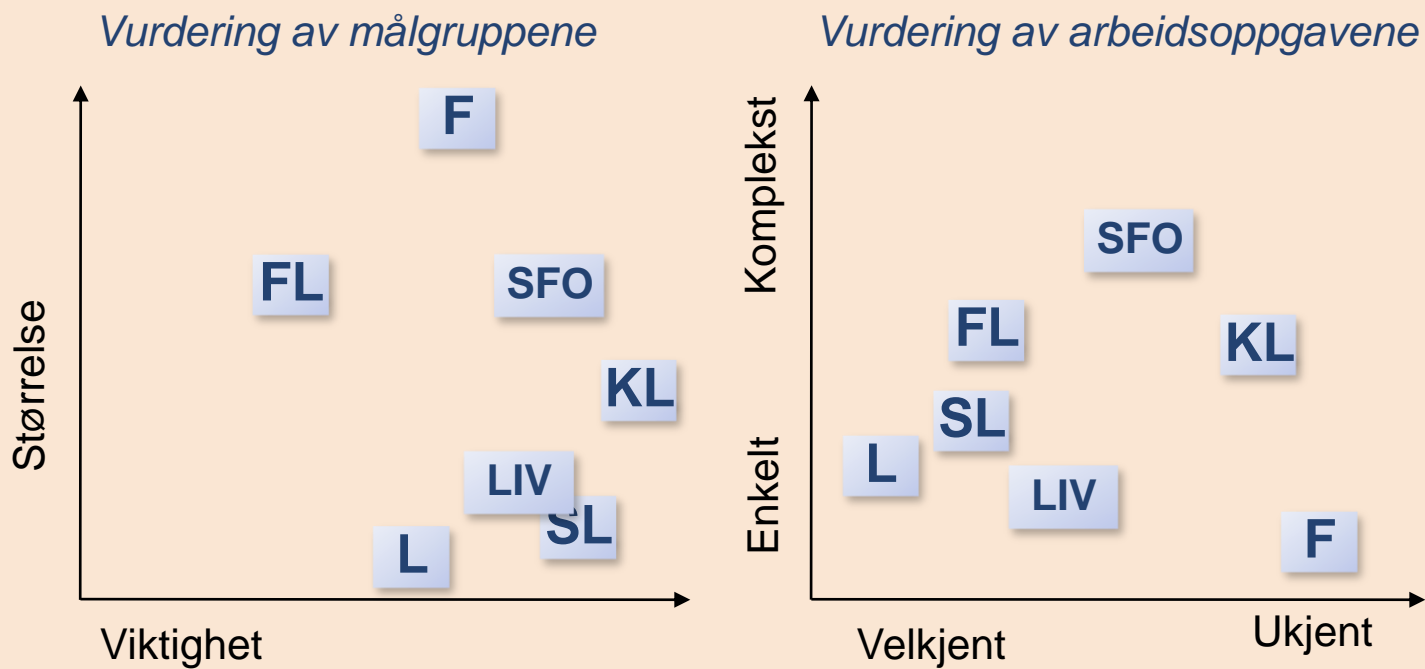 Vurdering av målgruppene
F
FL
SFO
KL
LIV
SL
L
Størrelse
Viktighet
Vurdering av arbeidsoppgavene
Komplekst
Enkelt
SFO
FL
KL
SL
L
LIV
F
Velkjent
Ukjent